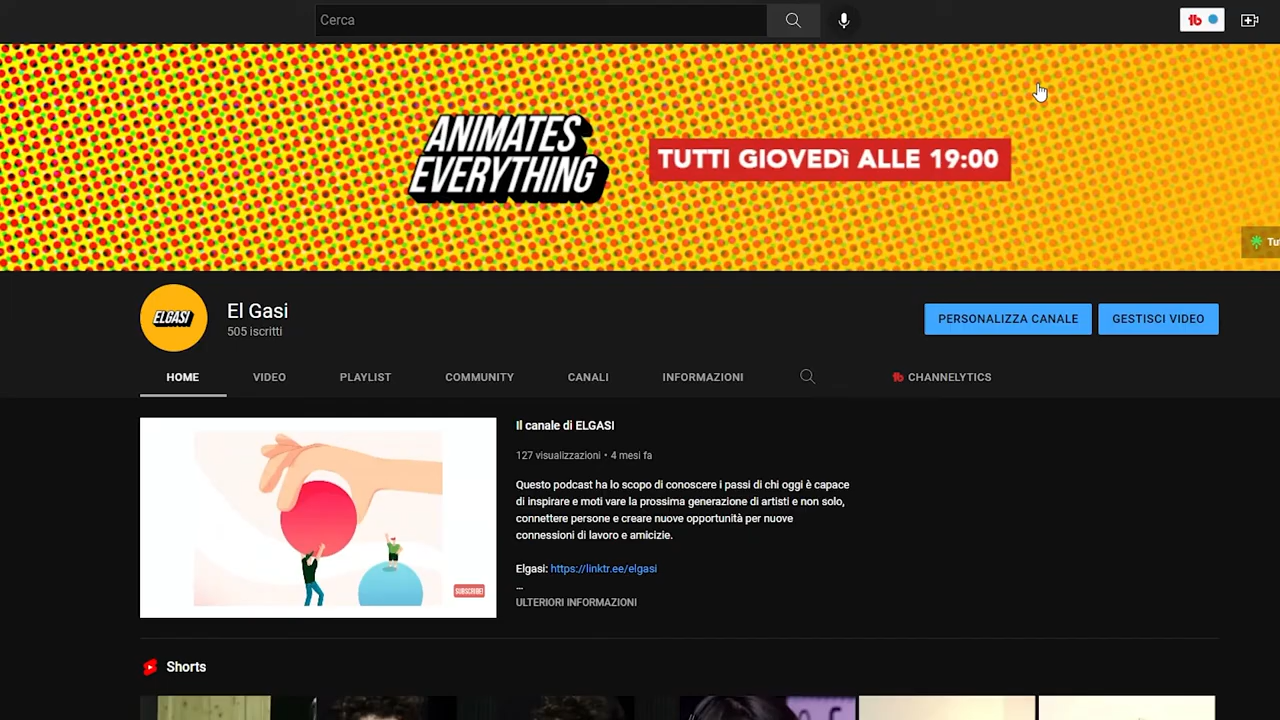 Cerca
ANIMATES
EVERYTHING
TUTTI GIOVEDì ALLE 19:00
Tu
ELGASI
El Gasi
505 iscritti
PERSONALIZZA CANALE
GESTISCI VIDEO
HOME
VIDEO
PLAYLIST
COMMUNITY
CANALI
INFORMAZIONI
CHANNELYTICS
Il canale di ELGASI
127 visualizzazioni • 4 mesi fa
Questo podcast ha lo scopo di conoscere i passi di chi oggi è capace
di inspirare e moti vare la prossima generazione di artisti e non solo,
connettere persone e creare nuove opportunità per nuove
connessioni di lavoro e amicizie.
Elgasi: https://linktr.ee/elgasi
...
ULTERIORI INFORMAZIONI
SUBSCRIBE!
Shorts